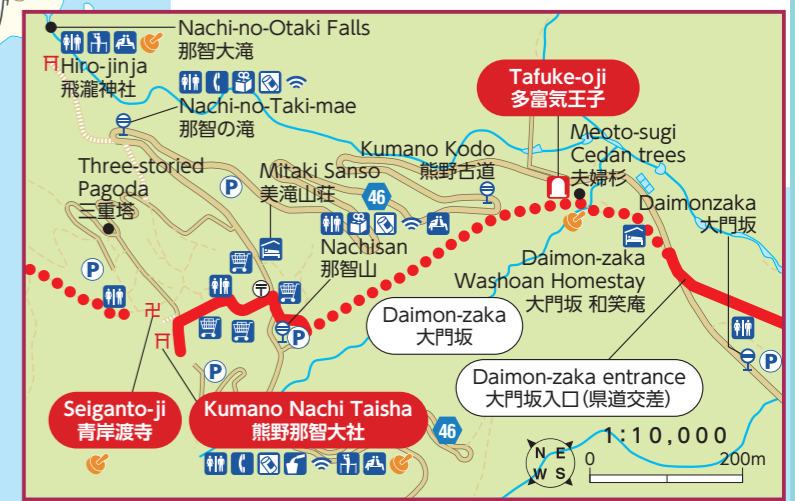 Nachi-no-Otaki Falls
那智大滝
Hiro-jinja
飛瀧神社
Nachi-no-Taki-mae
那智の滝
Three-storied
Pagoda
三重塔
Mitaki Sanso
美滝山荘
Kumano Kodo
熊野古道
46
Tafuke-oji
多富気王子
Meoto-sugi
Cedan trees
夫婦杉
Daimonzaka
大門坂
P
Nachisan
那智山
Daimon-zaka
Washoan Homestay
大門坂 和笑庵
P
〒
卍
P
P
P
Daimon-zaka
大門坂
Daimon-zaka entrance
大門坂入口(県道交差)
Seiganto-ji
青岸渡寺
Kumano Nachi Taisha
熊野那智大社
46
N E
W S
1:10,000
0 200m